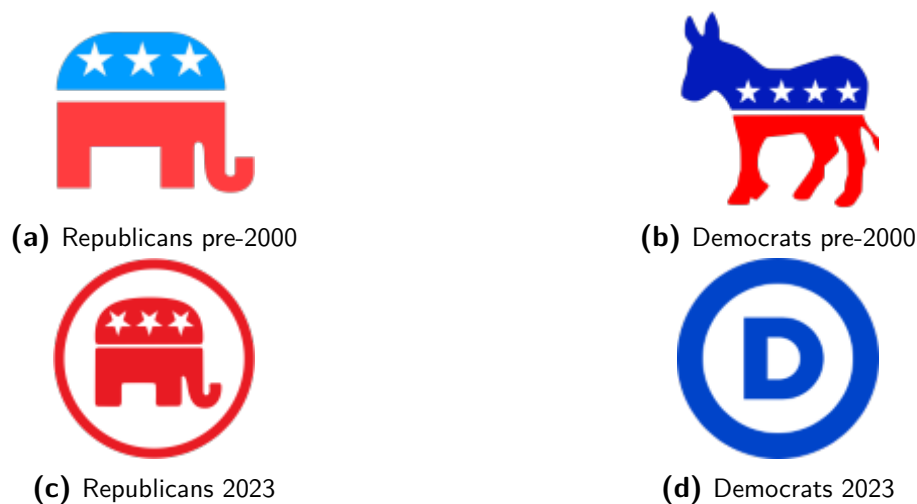 (a) Republicans pre-2000
(b) Democrats pre-2000
D
(c) Republicans 2023
(d) Democrats 2023